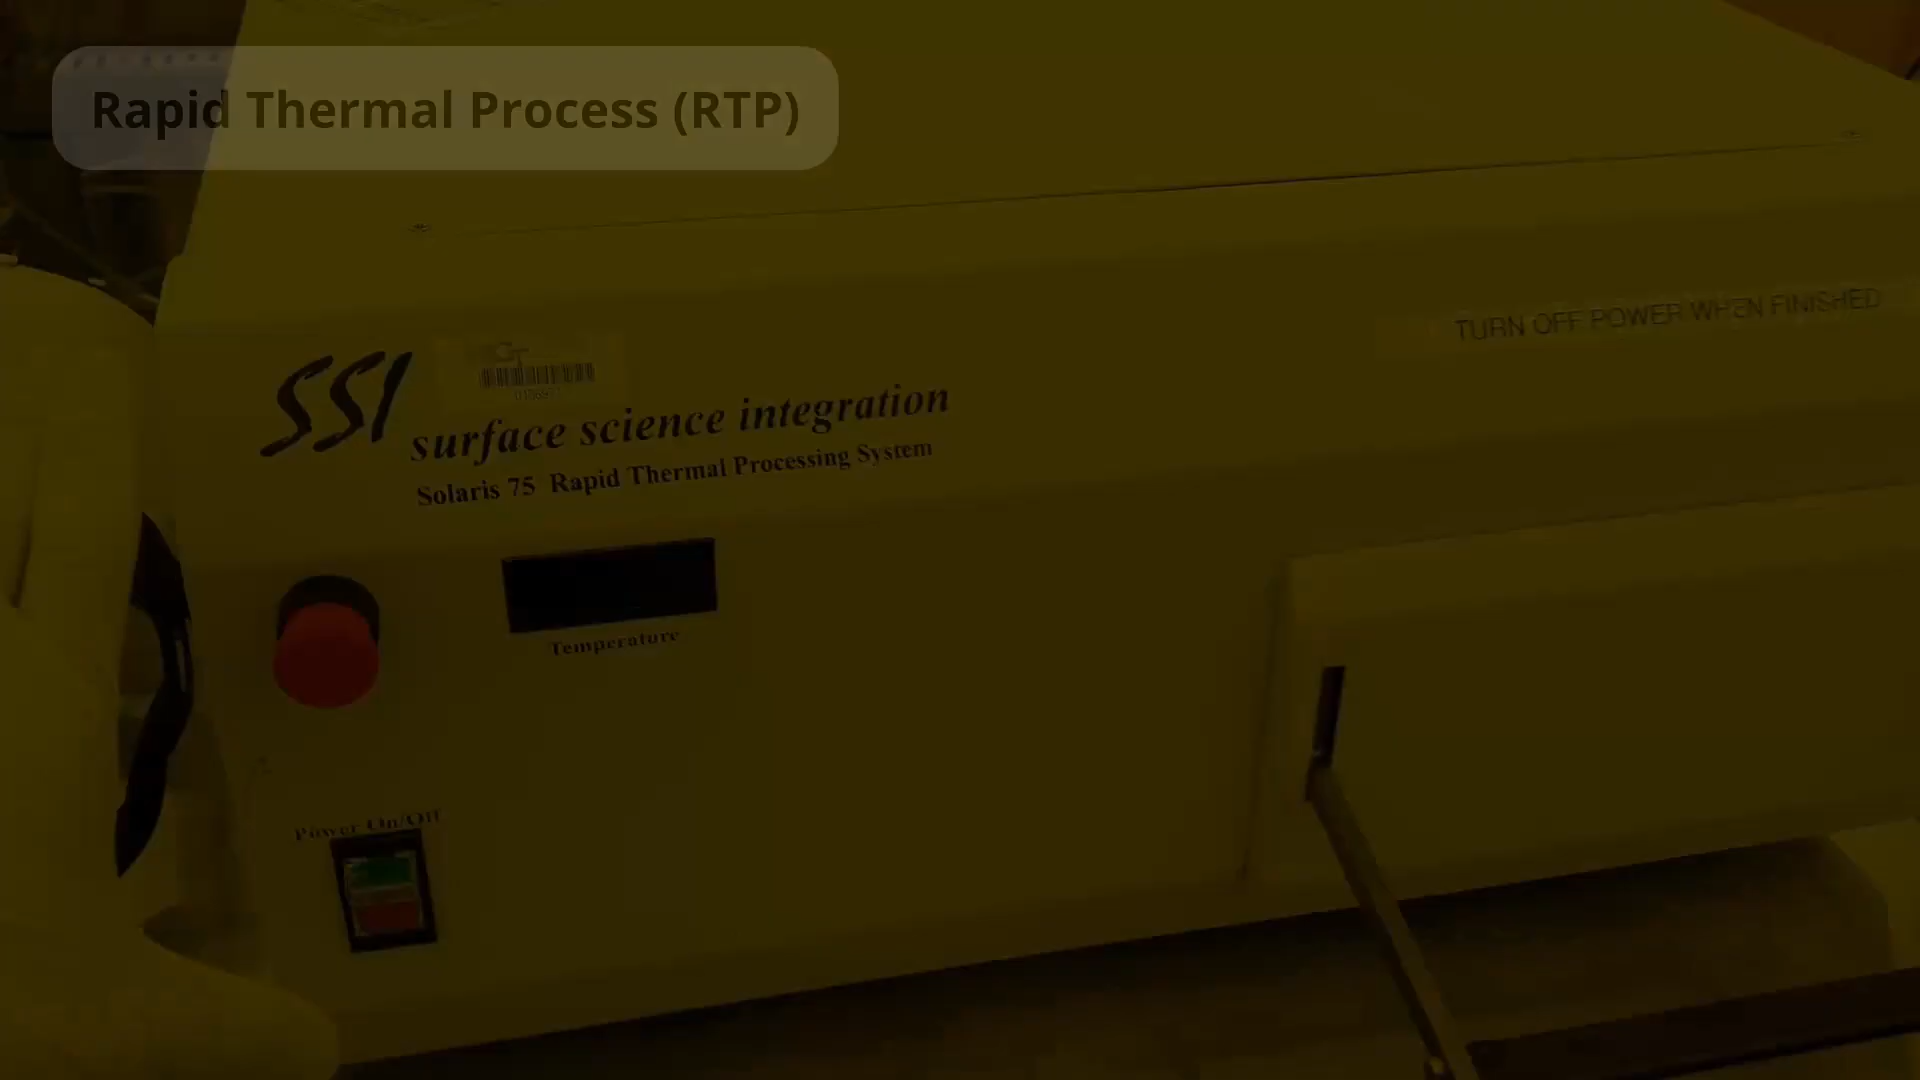 Rapid Thermal Process (RTP)
TURN OFF POWER WHEN FINISHED
SSI
surface science integration
Solaris 75 Rapid Thermal Processing System
Temperature
Power On/Off